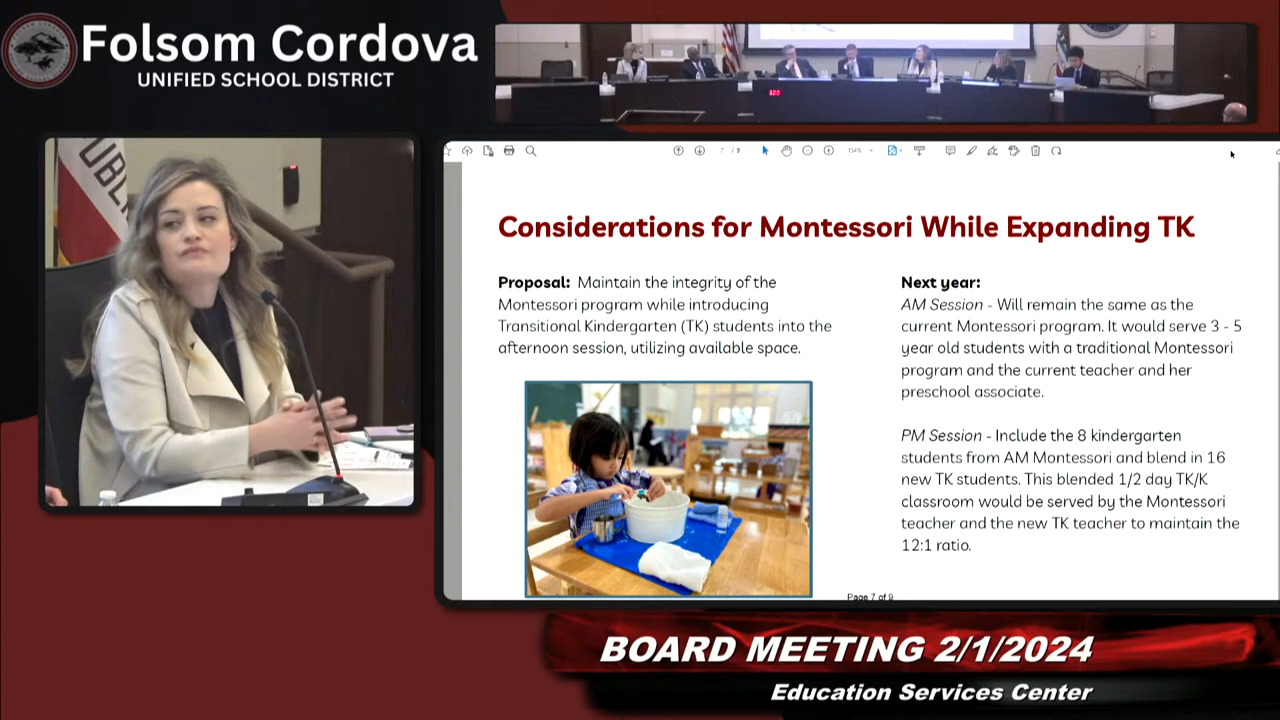 Folsom Cordova
UNIFIED SCHOOL DISTRICT
7 / 9
154%
Considerations for Montessori While Expanding TK
Proposal: Maintain the integrity of the
Montessori program while introducing
Transitional Kindergarten (TK) students into the
afternoon session, utilizing available space.
Next year:
AM Session - Will remain the same as the
current Montessori program. It would serve 3 - 5
year old students with a traditional Montessori
program and the current teacher and her
preschool associate.
PM Session - Include the 8 kindergarten
students from AM Montessori and blend in 16
new TK students. This blended 1/2 day TK/K
classroom would be served by the Montessori
teacher and the new TK teacher to maintain the
12:1 ratio.
Page 7 of 9
BOARD MEETING 2/1/2024
Education Services Center